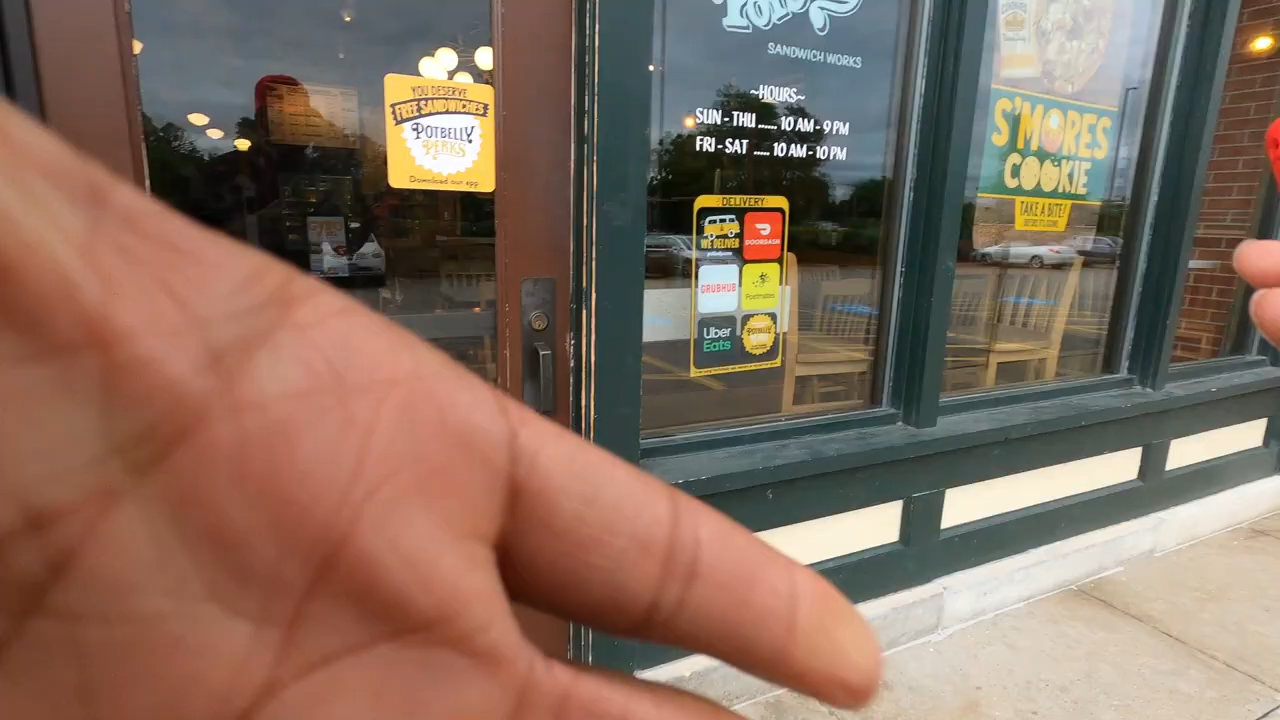 YOU DESERVE
FREE SANDWICHES
POTBELLY
PERKS
Download our app
SANDWICH WORKS
~HOURS~
SUN - THU ..... 10 AM - 9 PM
FRI - SAT ..... 10 AM - 10 PM
DELIVERY
WE DELIVER
DOORDASH
GRUBHUB
Postmates
Uber
Eats
POTBELLY
S'MORES
COOKIE
TAKE A BITE!